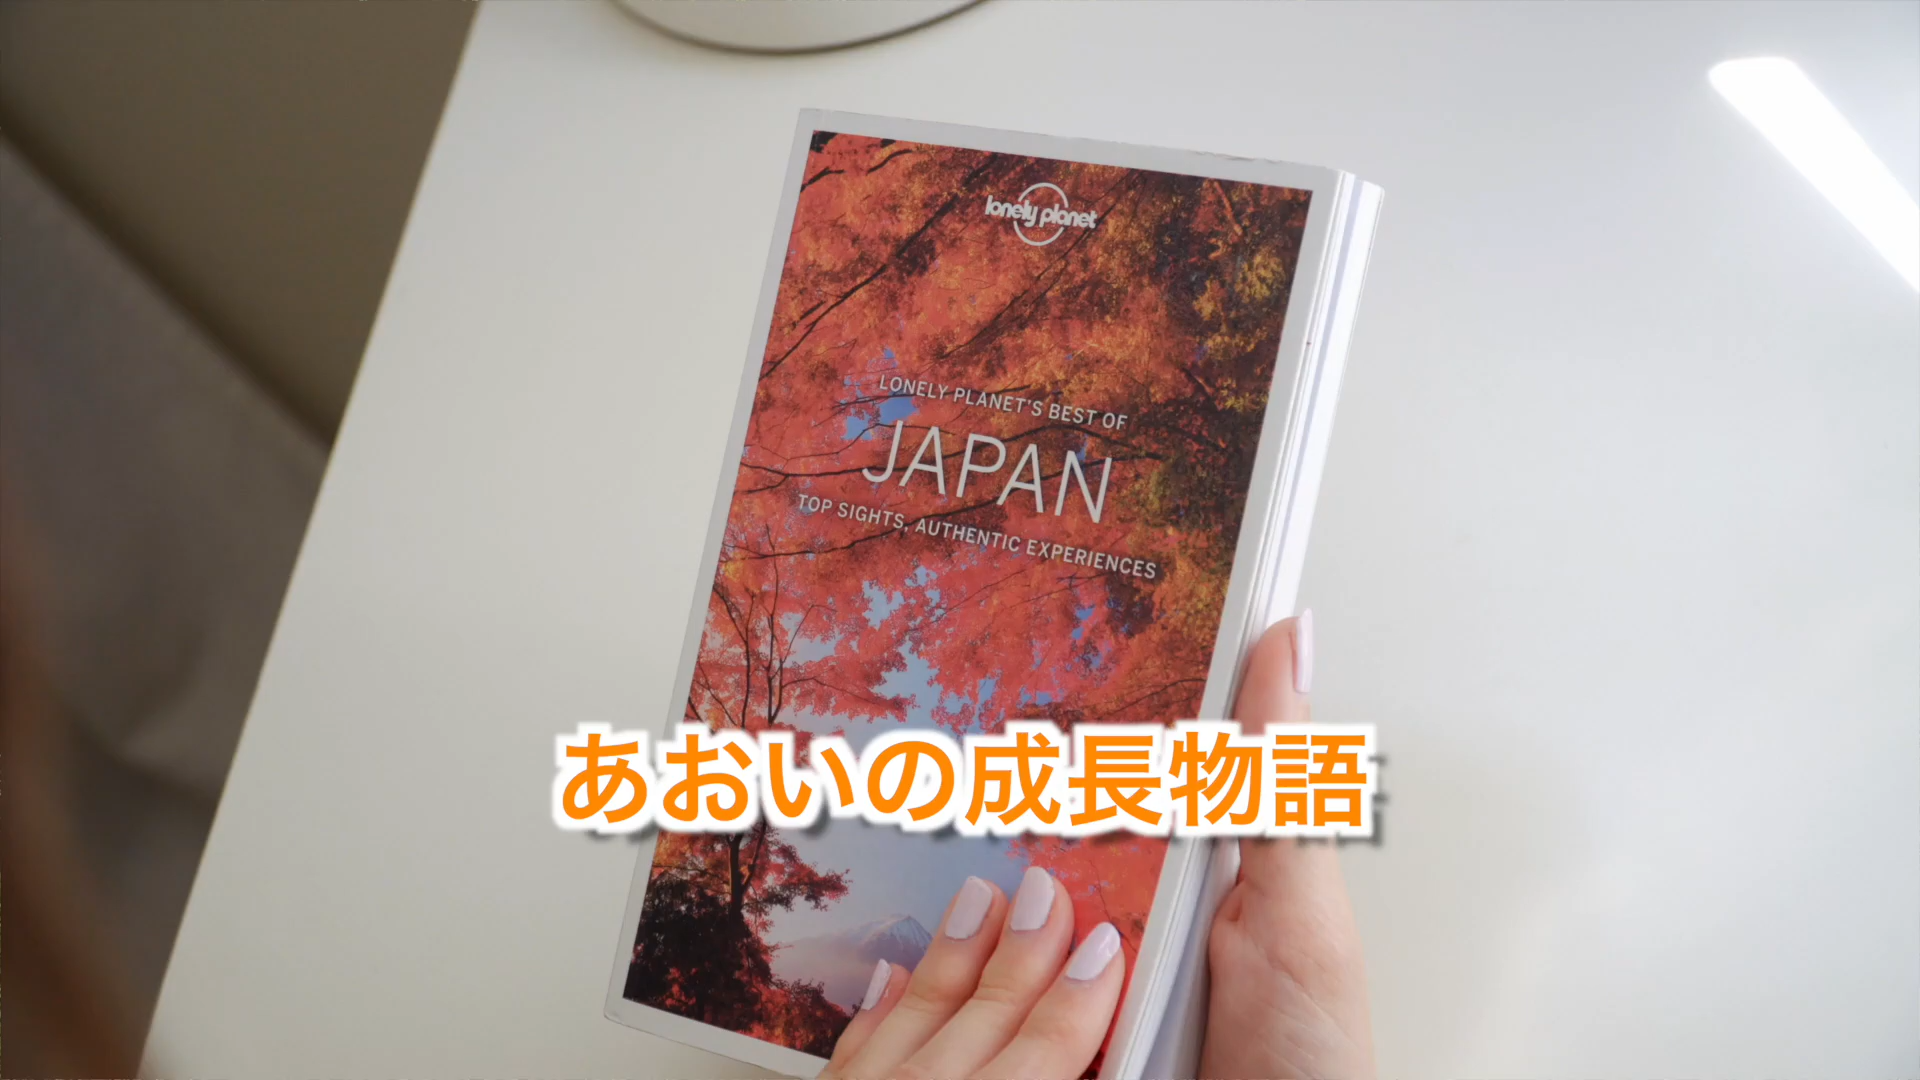 lonely planet
LONELY PLANET'S BEST OF
JAPAN
TOP SIGHTS, AUTHENTIC EXPERIENCES
あおいの成長物語